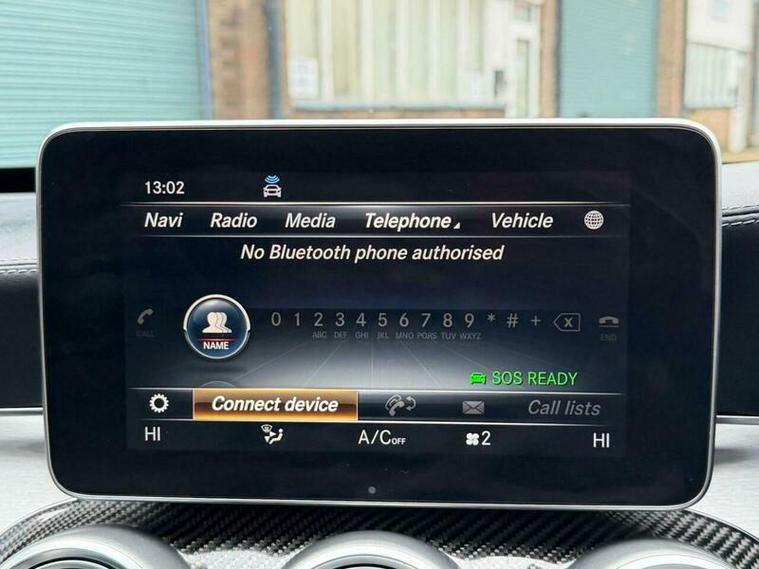 13:02
Navi Radio Media Telephone Vehicle
No Bluetooth phone authorised
0 1 2 3 4 5 6 7 8 9 * # +
ABC DEF GHI JKL MNO PQRS TUV WXYZ
CALL
NAME
END
SOS READY
Connect device
Call lists
HI A/C OFF 2 HI